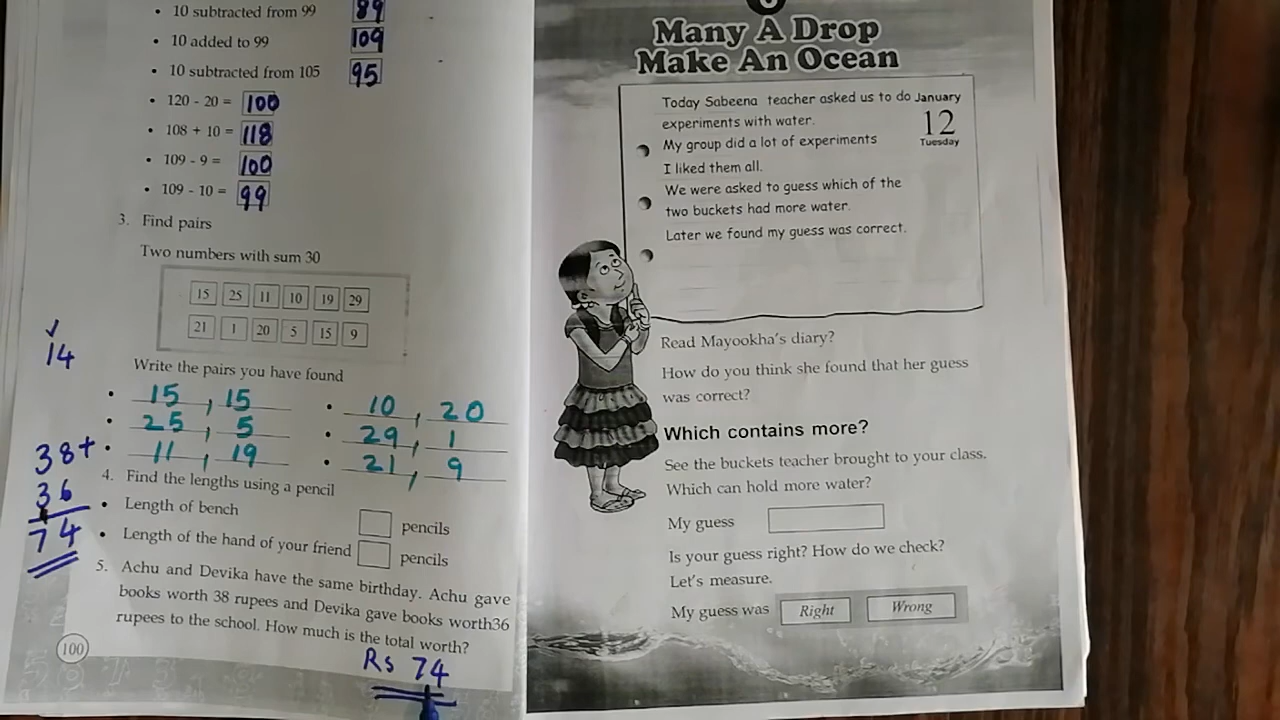 • 10 subtracted from 99 89
• 10 added to 99 109
• 10 subtracted from 105 95
• 120 - 20 = 100
• 108 + 10 = 118
• 109 - 9 = 100
• 109 - 10 = 99
3. Find pairs
Two numbers with sum 30
15 25 11 10 19 29
21 1 20 5 15 9
Write the pairs you have found
• 15 , 15 • 10 , 20
• 25 , 5 • 29 , 1
• 11 , 19 • 21 , 9
14
38+
36
74
4. Find the lengths using a pencil
• Length of bench pencils
• Length of the hand of your friend pencils
5. Achu and Devika have the same birthday. Achu gave
books worth 38 rupees and Devika gave books worth36
rupees to the school. How much is the total worth?
Rs 74
100
Many A Drop
Make An Ocean
Today Sabeena teacher asked us to do
experiments with water.
My group did a lot of experiments
I liked them all.
We were asked to guess which of the
two buckets had more water.
Later we found my guess was correct.
January
12
Tuesday
Read Mayookha's diary?
How do you think she found that her guess
was correct?
Which contains more?
See the buckets teacher brought to your class.
Which can hold more water?
My guess
Is your guess right? How do we check?
Let's measure.
My guess was Right Wrong